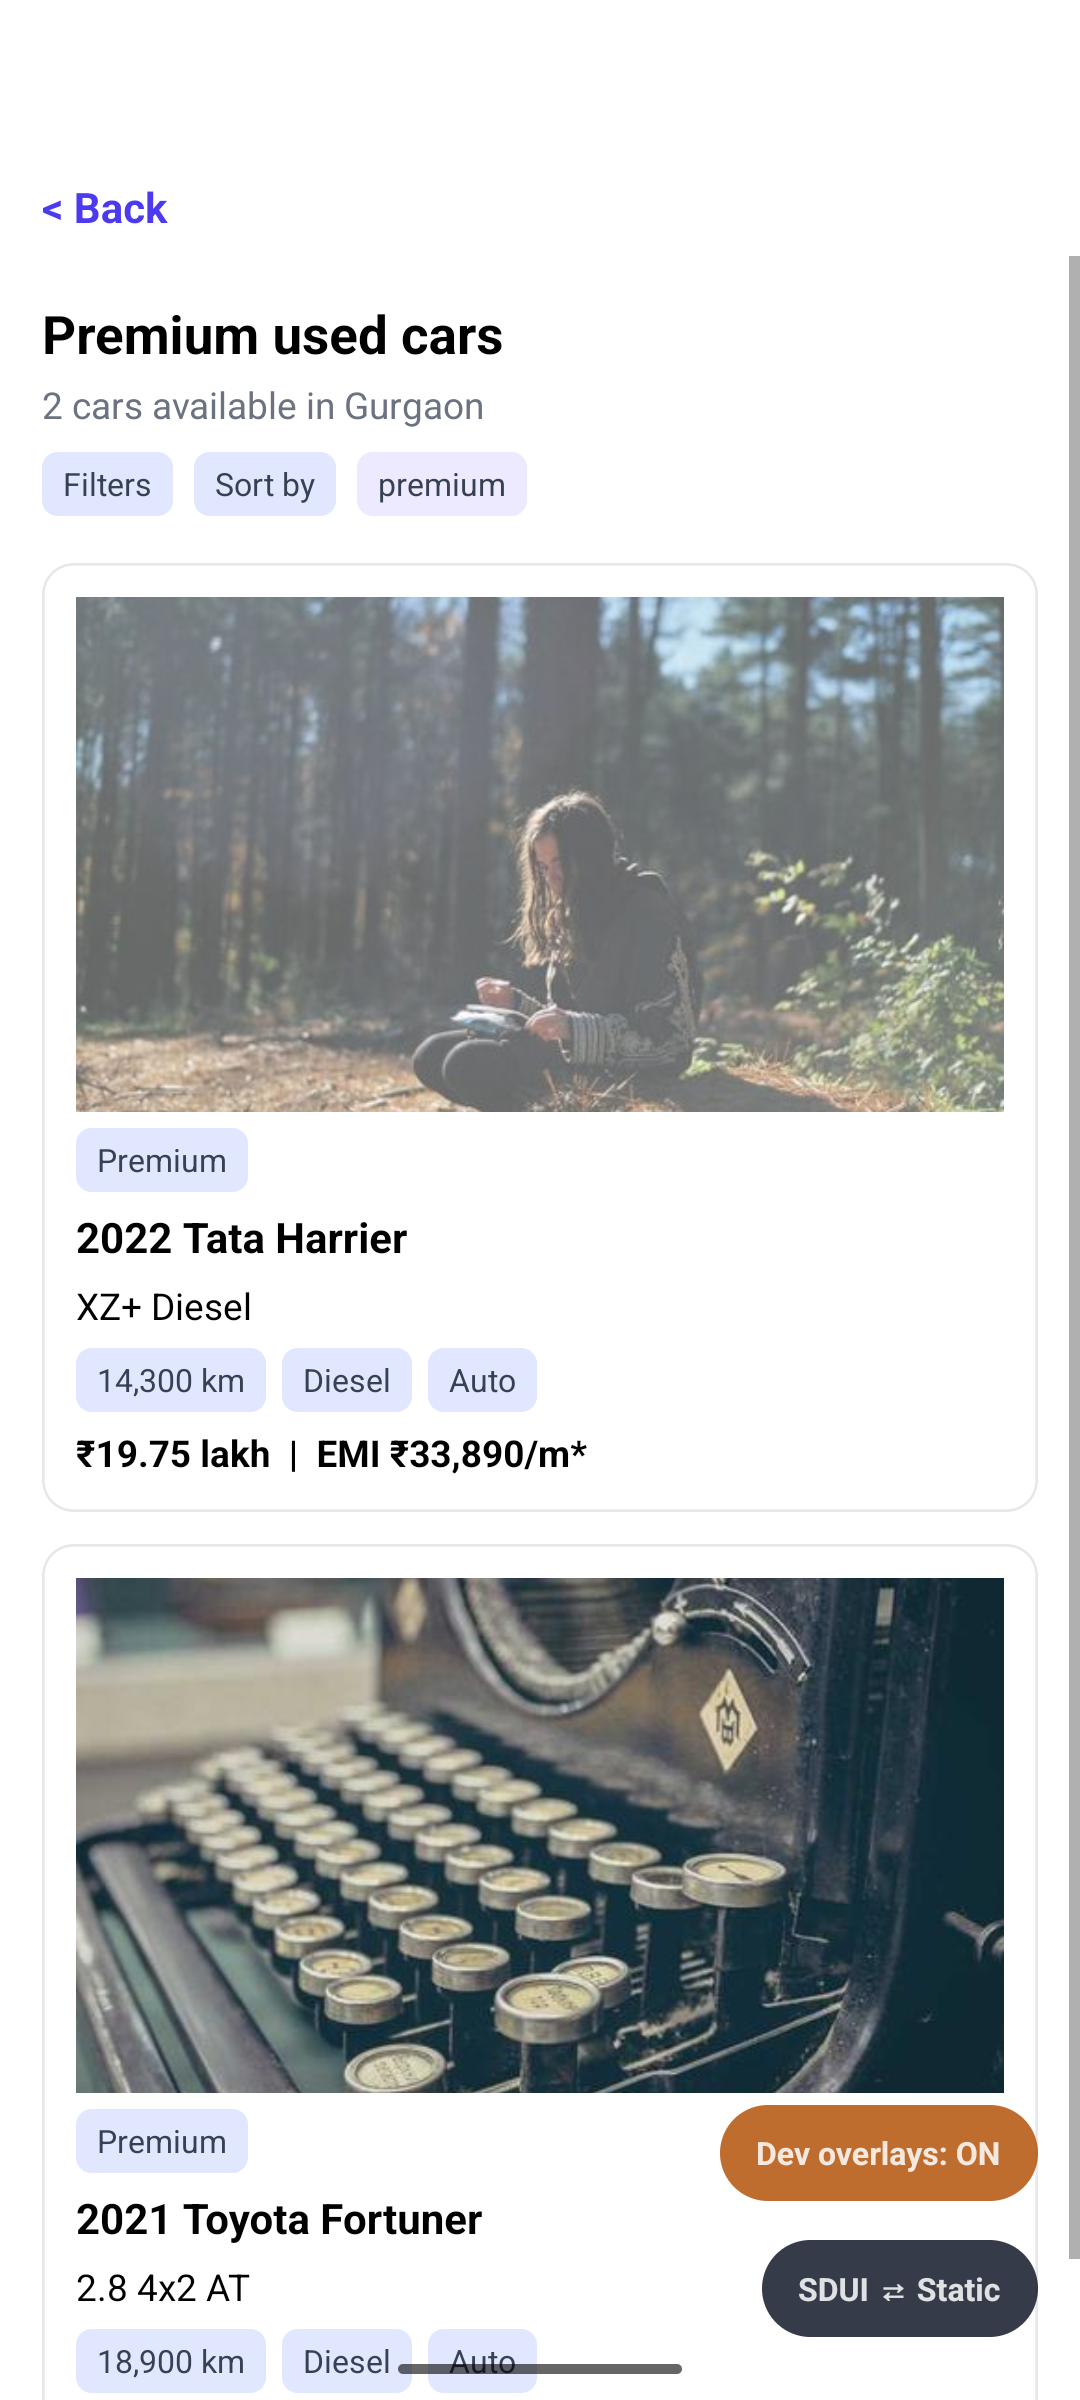 < Back
Premium used cars
2 cars available in Gurgaon
Filters Sort by premium
Premium
2022 Tata Harrier
XZ+ Diesel
14,300 km Diesel Auto
₹19.75 lakh | EMI ₹33,890/m*
Premium
Dev overlays: ON
2021 Toyota Fortuner
2.8 4x2 AT
SDUI ⇄ Static
18,900 km Diesel Auto